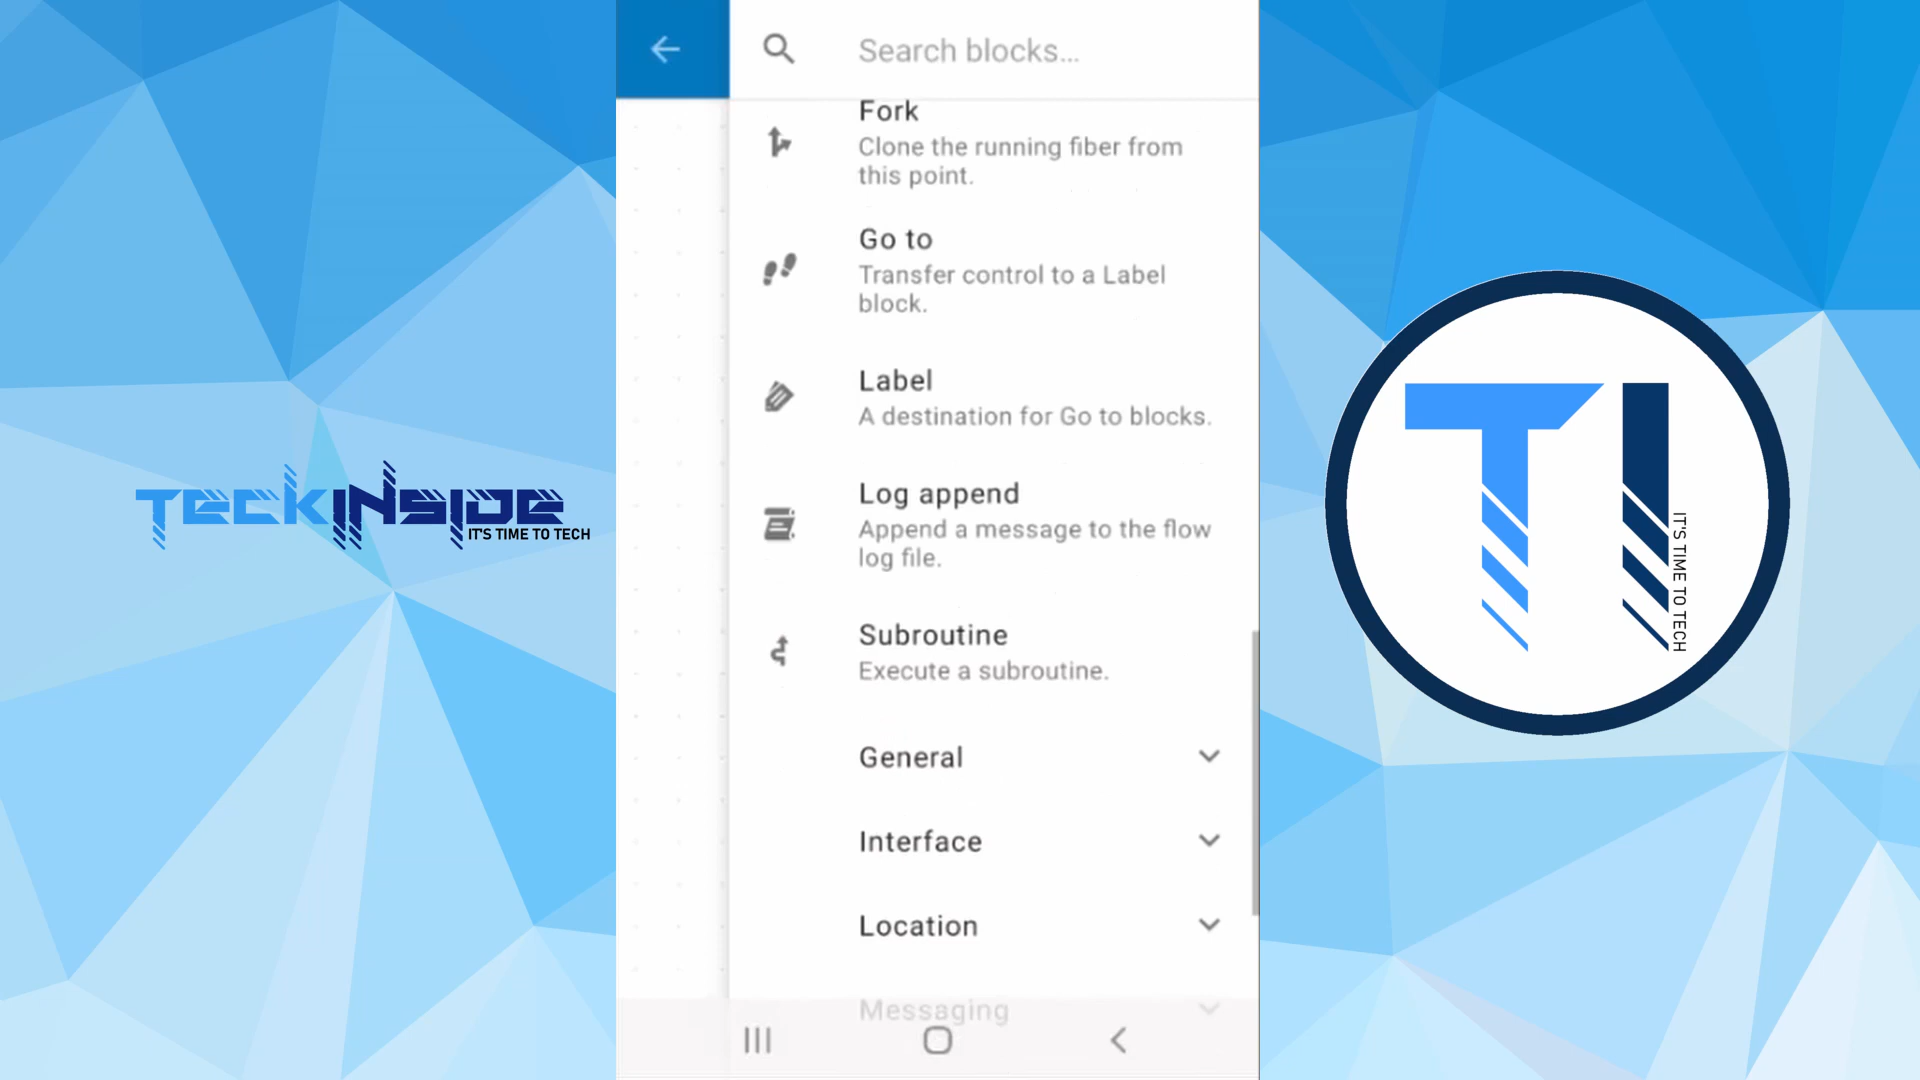 TECKINSIDE
IT'S TIME TO TECH
Search blocks...
Fork
Clone the running fiber from
this point.
Go to
Transfer control to a Label
block.
Label
A destination for Go to blocks.
Log append
Append a message to the flow
log file.
Subroutine
Execute a subroutine.
General
Interface
Location
Messaging
TI
IT'S TIME TO TECH